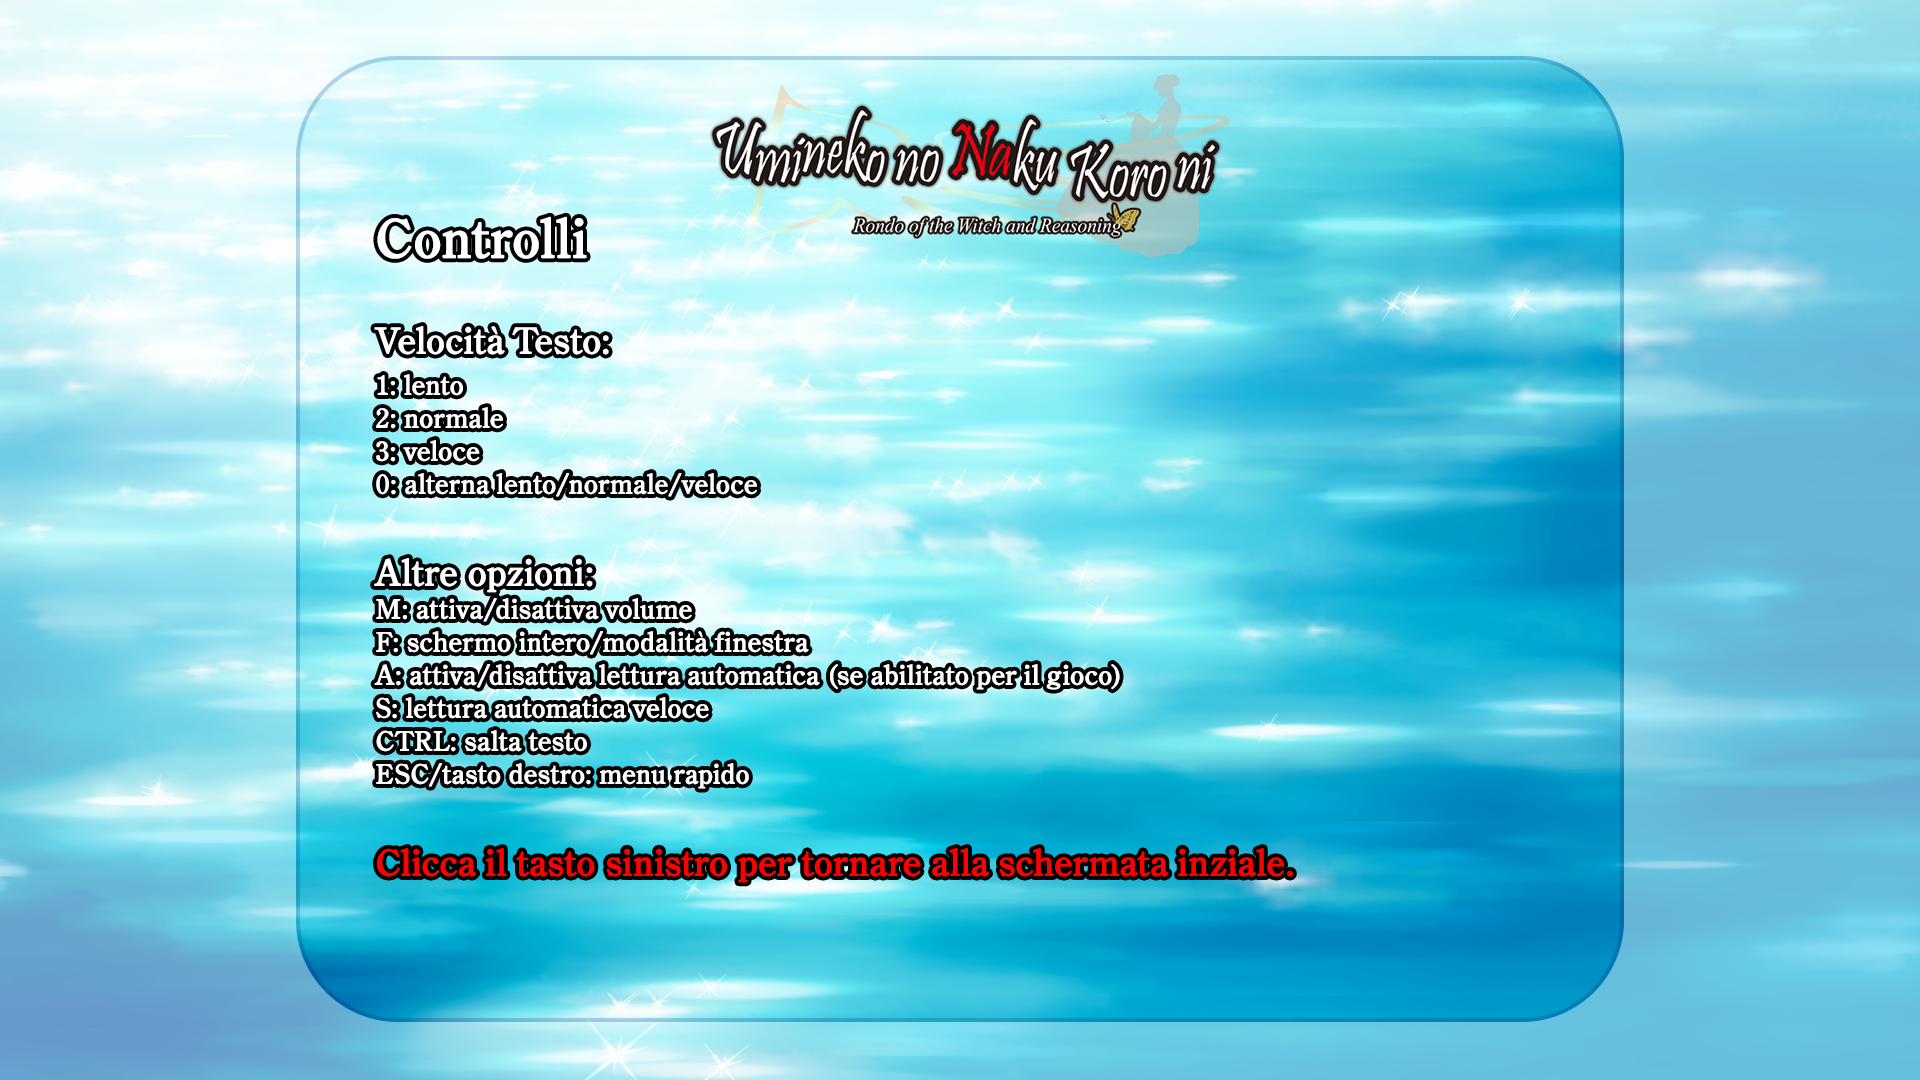 Umineko no Naku Koro ni
Rondo of the Witch and Reasoning
Controlli
Velocità Testo:
1: lento
2: normale
3: veloce
0: alterna lento/normale/veloce
Altre opzioni:
M: attiva/disattiva volume
F: schermo intero/modalità finestra
A: attiva/disattiva lettura automatica (se abilitato per il gioco)
S: lettura automatica veloce
CTRL: salta testo
ESC/tasto destro: menu rapido
Clicca il tasto sinistro per tornare alla schermata inziale.